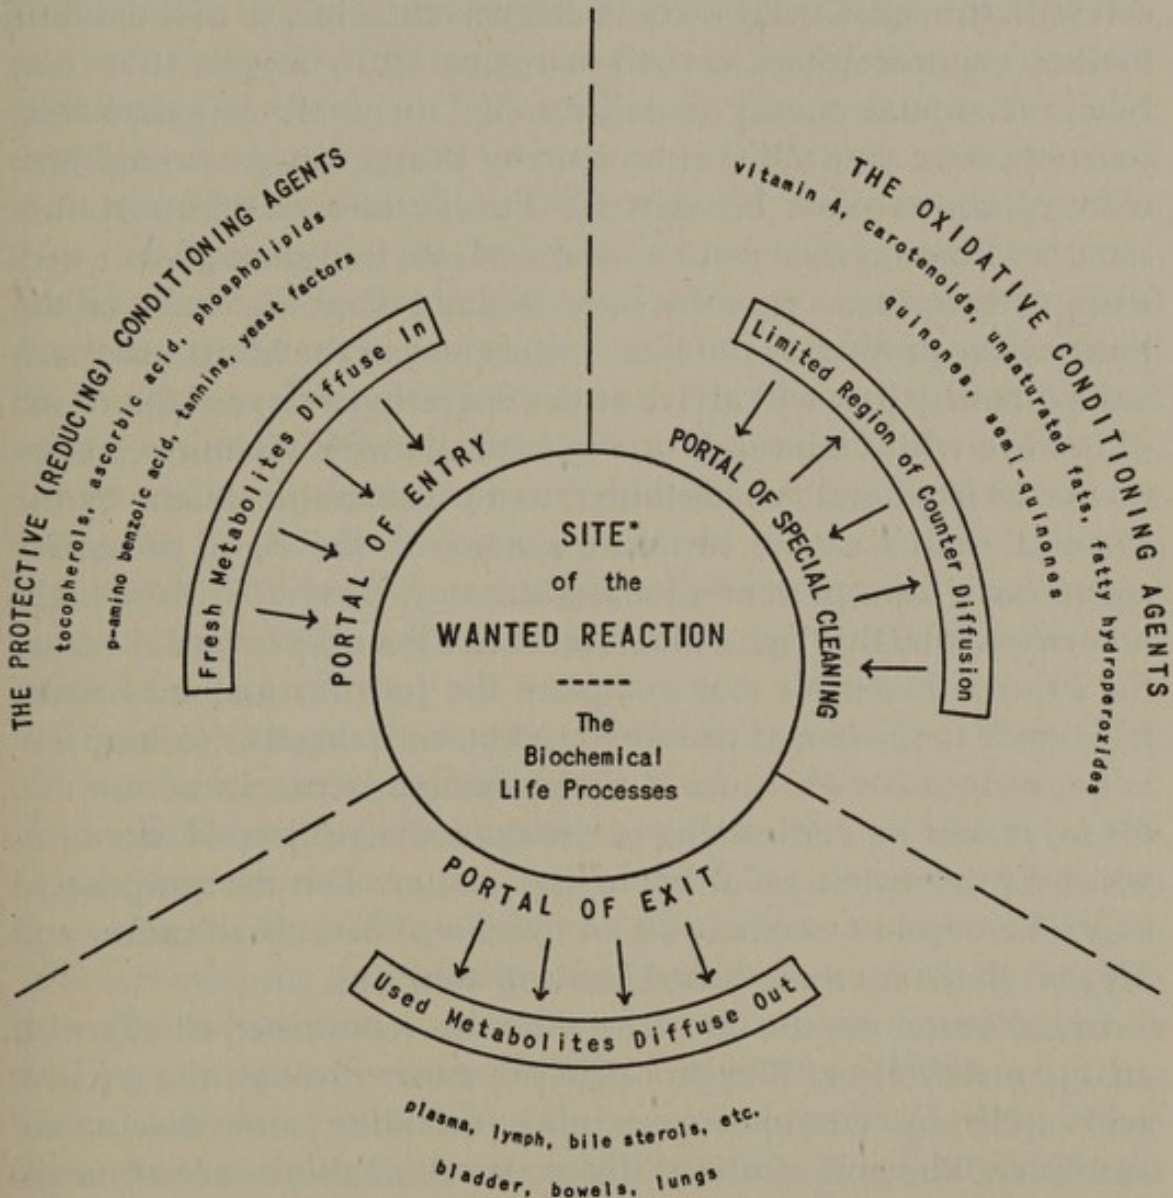 THE PROTECTIVE (REDUCING) CONDITIONING AGENTS
tocopherols, ascorbic acid, phospholipids
p-amino benzoic acid, tannins, yeast factors
Fresh Metabolites Diffuse In
PORTAL OF ENTRY
THE OXIDATIVE CONDITIONING AGENTS
vitamin A, carotenoids, unsaturated fats, fatty hydroperoxides
quinones, semi-quinones
Limited Region of Counter Diffusion
PORTAL OF SPECIAL CLEANING
SITE*
of the
WANTED REACTION
-----
The
Biochemical
Life Processes
PORTAL OF EXIT
Used Metabolites Diffuse Out
plasma, lymph, bile sterols, etc.
bladder, bowels, lungs